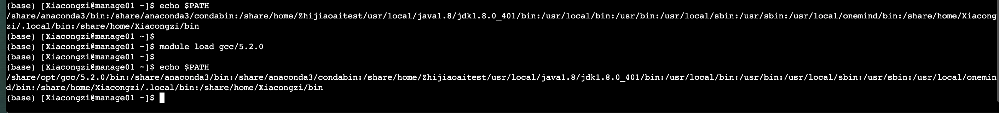 (base) [Xiacongzi@manage01 ~]$ echo $PATH
/share/anaconda3/bin:/share/anaconda3/condabin:/share/home/Zhijiaoaitest/usr/local/java1.8/jdk1.8.0_401/bin:/usr/local/bin:/usr/bin:/usr/local/sbin:/usr/sbin:/usr/local/onemind/bin:/share/home/Xiacong
zi/.local/bin:/share/home/Xiacongzi/bin
(base) [Xiacongzi@manage01 ~]$
(base) [Xiacongzi@manage01 ~]$ module load gcc/5.2.0
(base) [Xiacongzi@manage01 ~]$
(base) [Xiacongzi@manage01 ~]$ echo $PATH
/share/opt/gcc/5.2.0/bin:/share/anaconda3/bin:/share/anaconda3/condabin:/share/home/Zhijiaoaitest/usr/local/java1.8/jdk1.8.0_401/bin:/usr/local/bin:/usr/bin:/usr/local/sbin:/usr/sbin:/usr/local/onemin
d/bin:/share/home/Xiacongzi/.local/bin:/share/home/Xiacongzi/bin
(base) [Xiacongzi@manage01 ~]$